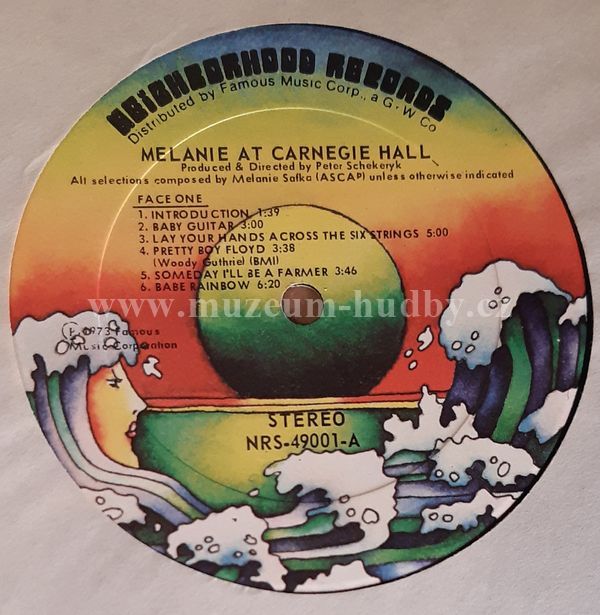 NEIGHBORHOOD RECORDS
Distributed by Famous Music Corp., a G+W Co
MELANIE AT CARNEGIE HALL
Produced & Directed by Peter Schekeryk
All selections composed by Melanie Safka (ASCAP) unless otherwise indicated
FACE ONE
1. INTRODUCTION 1:39
2. BABY GUITAR 3:00
3. LAY YOUR HANDS ACROSS THE SIX STRINGS 5:00
4. PRETTY BOY FLOYD 3:38
(Woody Guthrie) (BMI)
5. SOMEDAY I'LL BE A FARMER 3:46
6. BABE RAINBOW 6:20
www.muzeum-hudby.cz
℗ 1973 Famous
Music Corporation
STEREO
NRS-49001-A